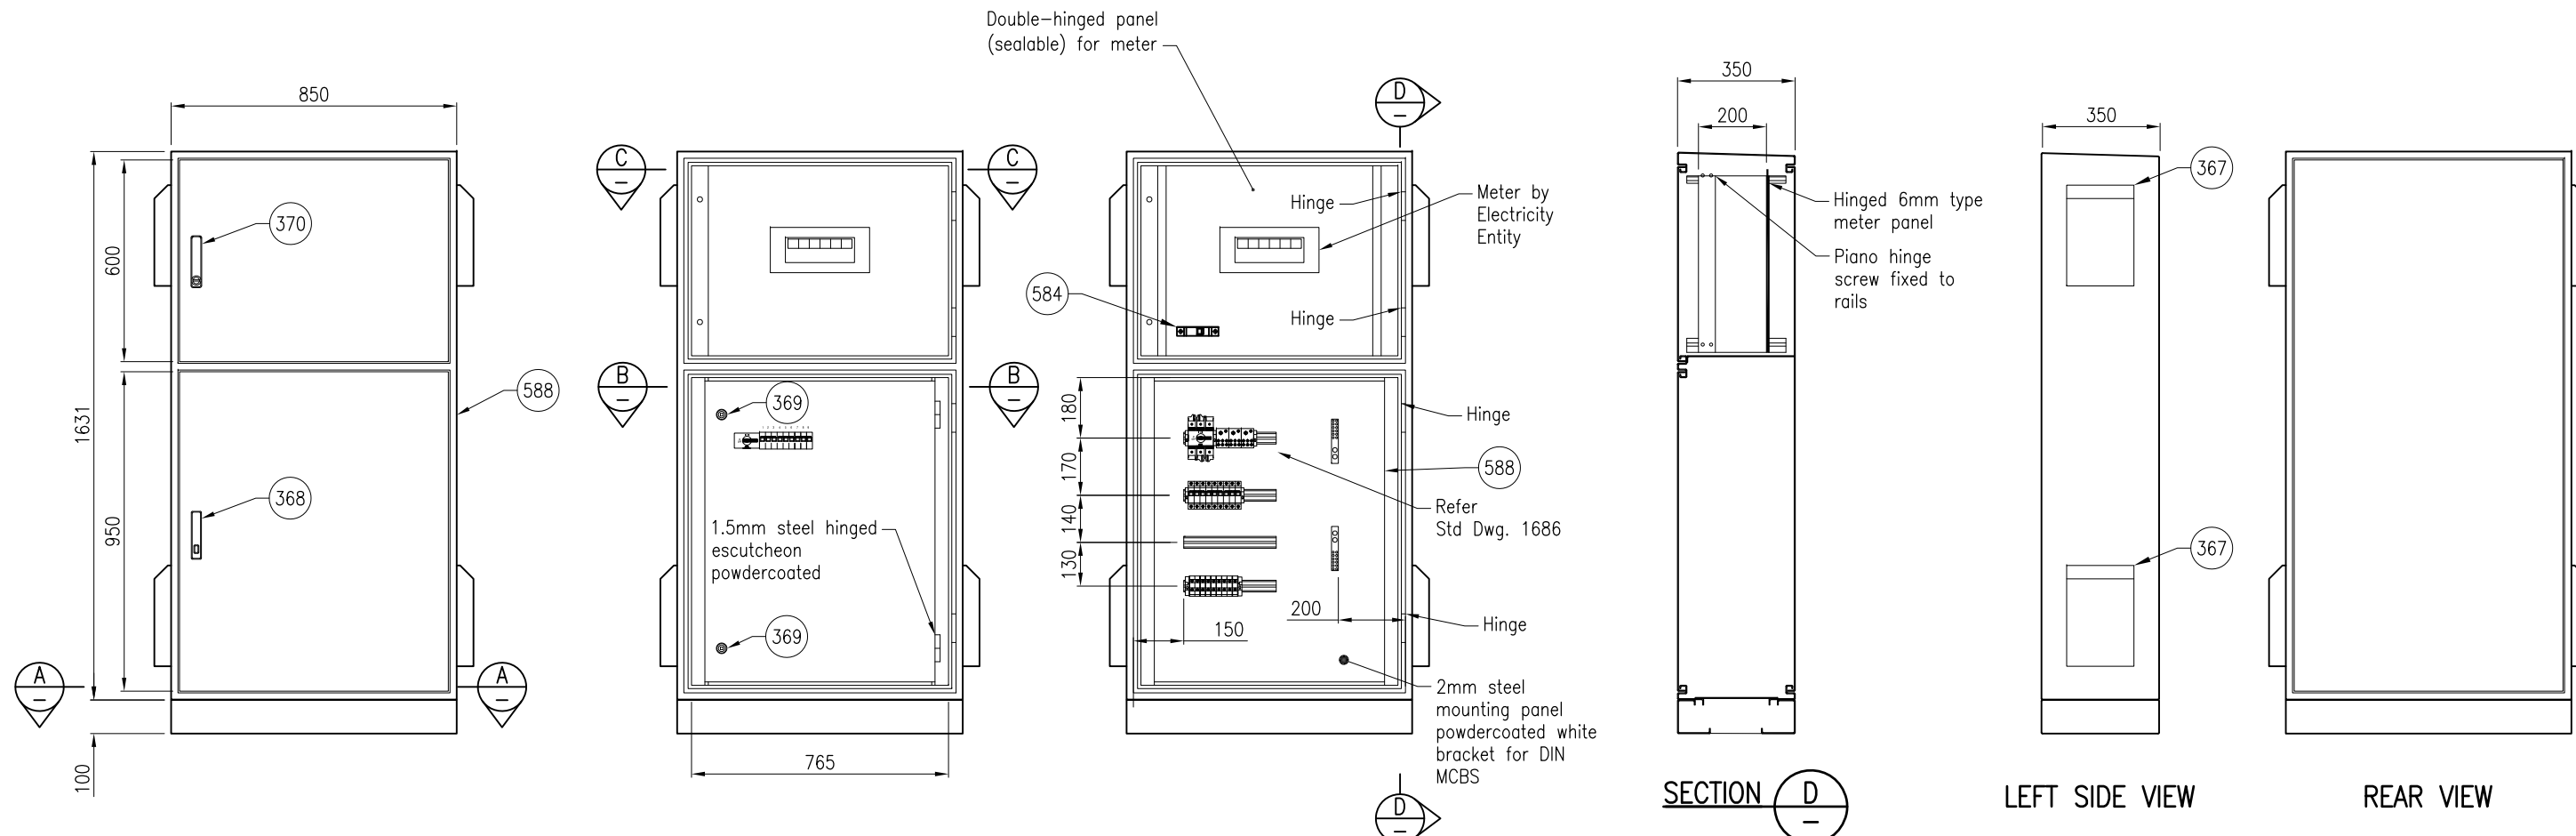 Double-hinged panel
(sealable) for meter
850
1631
600
950
100
370
368
588
A
-
A
-
C
-
C
-
B
-
B
-
369
369
1.5mm steel hinged
escutcheon
powdercoated
765
D
-
Hinge
Meter by
Electricity
Entity
584
Hinge
180
170
140
130
Hinge
588
Refer
Std Dwg. 1686
200
150
Hinge
2mm steel
mounting panel
powdercoated white
bracket for DIN
MCBS
D
-
350
200
Hinged 6mm type
meter panel
Piano hinge
screw fixed to
rails
SECTION D
-
350
367
367
LEFT SIDE VIEW
REAR VIEW